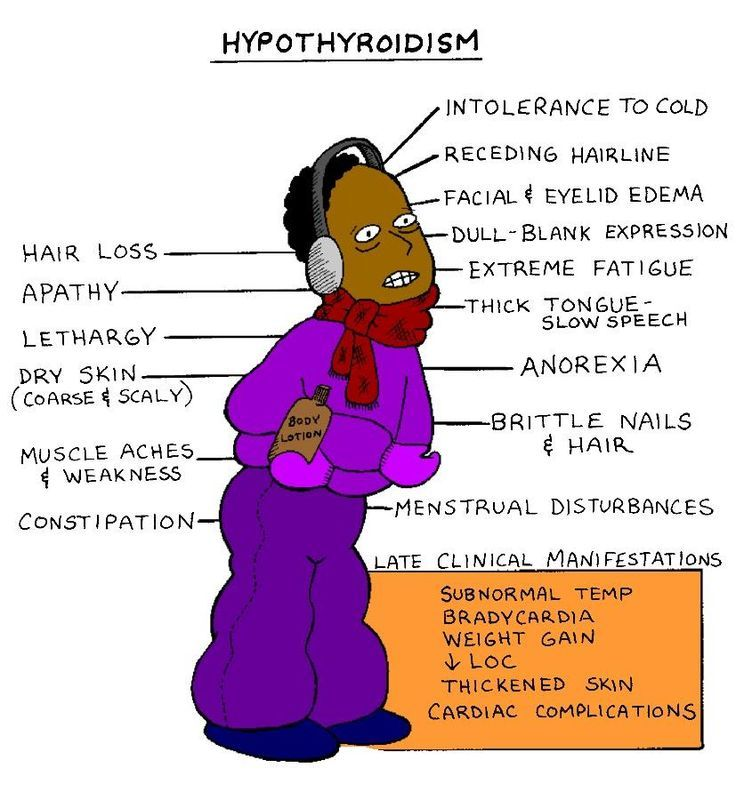 HYPOTHYROIDISM
INTOLERANCE TO COLD
RECEDING HAIRLINE
FACIAL & EYELID EDEMA
DULL-BLANK EXPRESSION
EXTREME FATIGUE
THICK TONGUE-
SLOW SPEECH
ANOREXIA
BRITTLE NAILS
& HAIR
MENSTRUAL DISTURBANCES
HAIR LOSS
APATHY
LETHARGY
DRY SKIN
(COARSE & SCALY)
MUSCLE ACHES
& WEAKNESS
CONSTIPATION
BODY
LOTION
LATE CLINICAL MANIFESTATIONS
SUBNORMAL TEMP
BRADYCARDIA
WEIGHT GAIN
↓ LOC
THICKENED SKIN
CARDIAC COMPLICATIONS